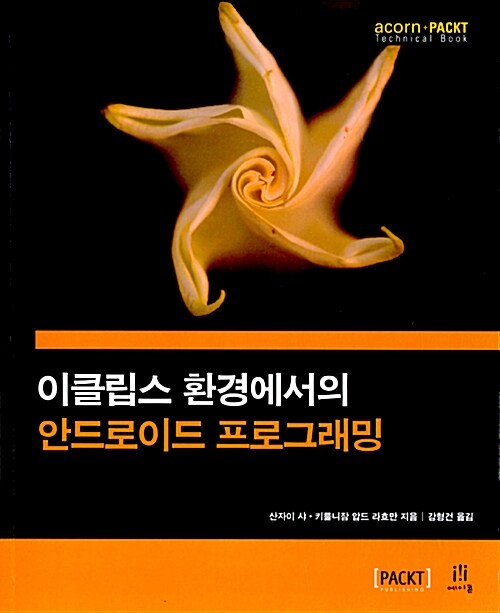 acorn+PACKT
Technical Book
이클립스 환경에서의
안드로이드 프로그래밍
산자이 샤 · 키룰니잠 압드 라흐만 지음 | 강형건 옮김
[PACKT]
PUBLISHING
에이콘